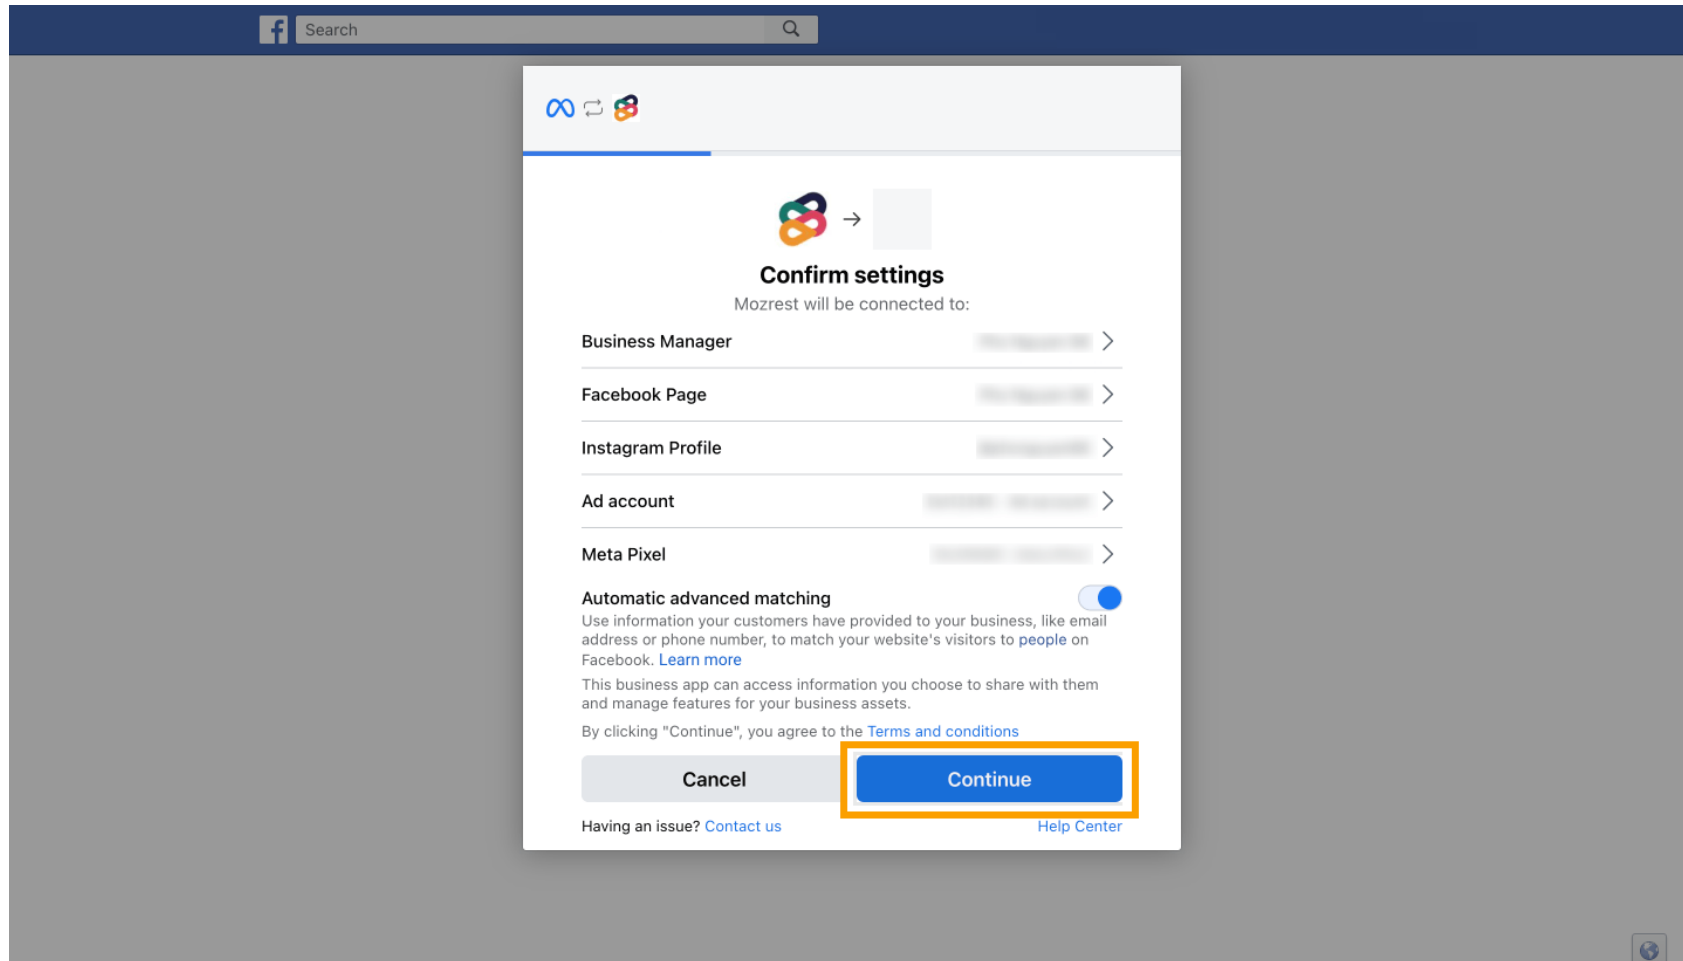 Search
Confirm settings
Mozrest will be connected to:
Business Manager
Facebook Page
Instagram Profile
Ad account
Meta Pixel
Automatic advanced matching
Use information your customers have provided to your business, like email
address or phone number, to match your website's visitors to people on
Facebook. Learn more
This business app can access information you choose to share with them
and manage features for your business assets.
By clicking "Continue", you agree to the Terms and conditions
Cancel Continue
Having an issue? Contact us Help Center